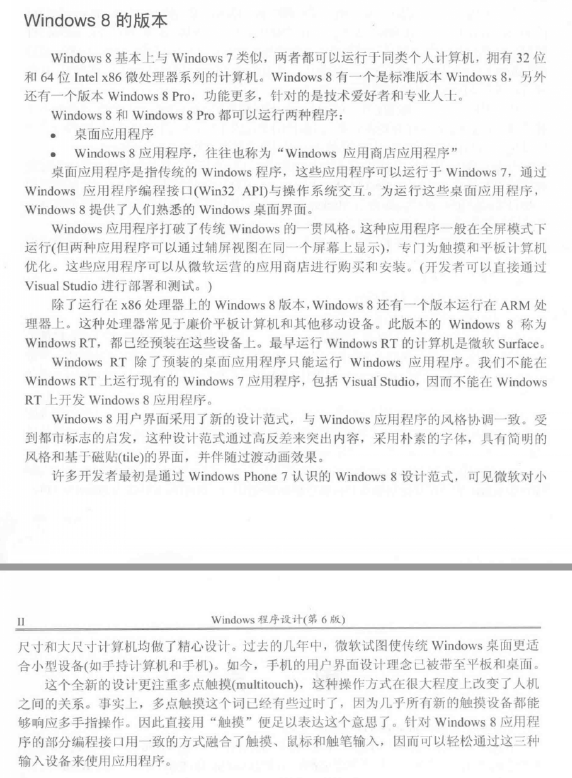 Windows 8 的版本
Windows 8 基本上与 Windows 7 类似，两者都可以运行于同类个人计算机，拥有 32 位
和 64 位 Intel x86 微处理器系列的计算机。Windows 8 有一个是标准版本 Windows 8，另外
还有一个版本 Windows 8 Pro，功能更多，针对的是技术爱好者和专业人士。
Windows 8 和 Windows 8 Pro 都可以运行两种程序：
• 桌面应用程序
• Windows 8 应用程序，往往也称为“Windows 应用商店应用程序”
桌面应用程序是指传统的 Windows 程序，这些应用程序可以运行于 Windows 7，通过
Windows 应用程序编程接口(Win32 API)与操作系统交互。为运行这些桌面应用程序，
Windows 8 提供了人们熟悉的 Windows 桌面界面。
Windows 应用程序打破了传统 Windows 的一贯风格。这种应用程序一般在全屏模式下
运行(但两种应用程序可以通过辅屏视图在同一个屏幕上显示)，专门为触摸和平板计算机
优化。这些应用程序可以从微软运营的应用商店进行购买和安装。(开发者可以直接通过
Visual Studio 进行部署和测试。)
除了运行在 x86 处理器上的 Windows 8 版本，Windows 8 还有一个版本运行在 ARM 处
理器上。这种处理器常见于廉价平板计算机和其他移动设备。此版本的 Windows 8 称为
Windows RT，都已经预装在这些设备上。最早运行 Windows RT 的计算机是微软 Surface。
Windows RT 除了预装的桌面应用程序只能运行 Windows 应用程序。我们不能在
Windows RT 上运行现有的 Windows 7 应用程序，包括 Visual Studio，因而不能在 Windows
RT 上开发 Windows 8 应用程序。
Windows 8 用户界面采用了新的设计范式，与 Windows 应用程序的风格协调一致。受
到都市标志的启发，这种设计范式通过高反差来突出内容，采用朴素的字体，具有简明的
风格和基于磁贴(tile)的界面，并伴随过渡动画效果。
许多开发者最初是通过 Windows Phone 7 认识的 Windows 8 设计范式，可见微软对小
II Windows 程序设计(第 6 版)
尺寸和大尺寸计算机均做了精心设计。过去的几年中，微软试图使传统 Windows 桌面更适
合小型设备(如手持计算机和手机)。如今，手机的用户界面设计理念已被带至平板和桌面。
这个全新的设计更注重多点触摸(multitouch)，这种操作方式在很大程度上改变了人机
之间的关系。事实上，多点触摸这个词已经有些过时了，因为几乎所有新的触摸设备都能
够响应多手指操作。因此直接用“触摸”便足以表达这个意思了。针对 Windows 8 应用程
序的部分编程接口用一致的方式融合了触摸、鼠标和触笔输入，因而可以轻松通过这三种
输入设备来使用应用程序。